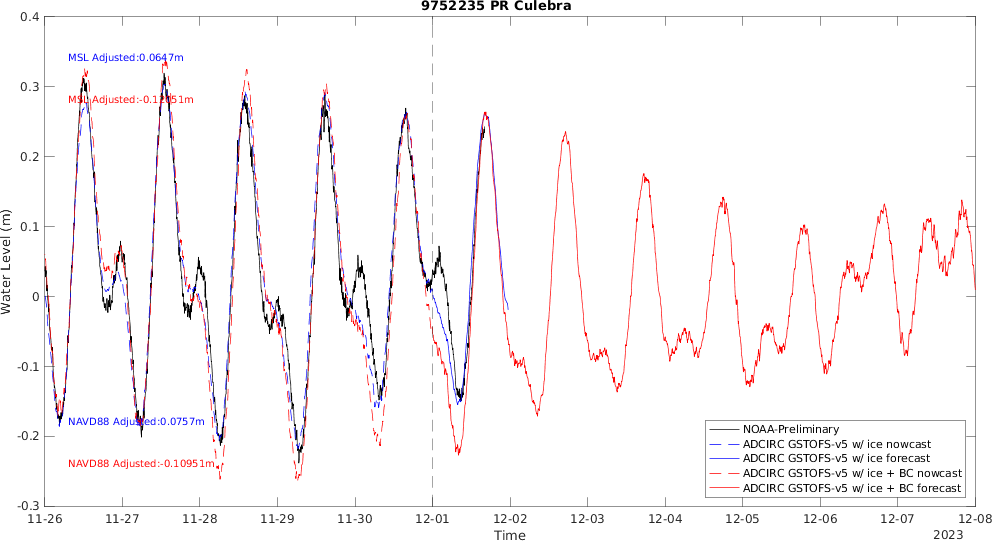 9752235 PR Culebra
0.4
0.3
0.2
0.1
0
-0.1
-0.2
-0.3
Water Level (m)
MSL Adjusted:0.0647m
NAVD88 Adjusted:0.0757m
NAVD88 Adjusted:-0.10951m
NOAA-Preliminary
ADCIRC GSTOFS-v5 w/ ice nowcast
ADCIRC GSTOFS-v5 w/ ice forecast
ADCIRC GSTOFS-v5 w/ ice + BC nowcast
ADCIRC GSTOFS-v5 w/ ice + BC forecast
11-26 11-27 11-28 11-29 11-30 12-01 12-02 12-03 12-04 12-05 12-06 12-07 12-08
Time
2023